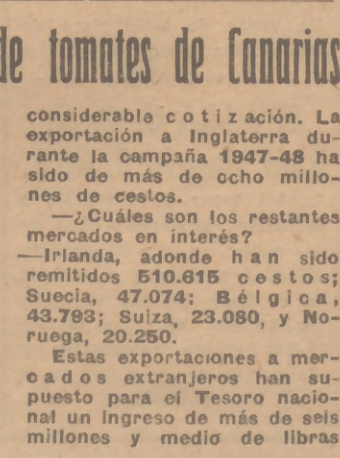 de tomates de Canarias
considerable cotización. La
exportación a Inglaterra du-
rante la campaña 1947-48 ha
sido de más de ocho millo-
nes de cestos.
—¿Cuáles son los restantes
mercados en interés?
—Irlanda, adonde han sido
remitidos 510.615 cestos;
Suecia, 47.074; Bélgica,
43.793; Suiza, 23.080, y No-
ruega, 20.250.
Estas exportaciones a mer-
cados extranjeros han su-
puesto para el Tesoro nacio-
nal un ingreso de más de seis
millones y medio de libras